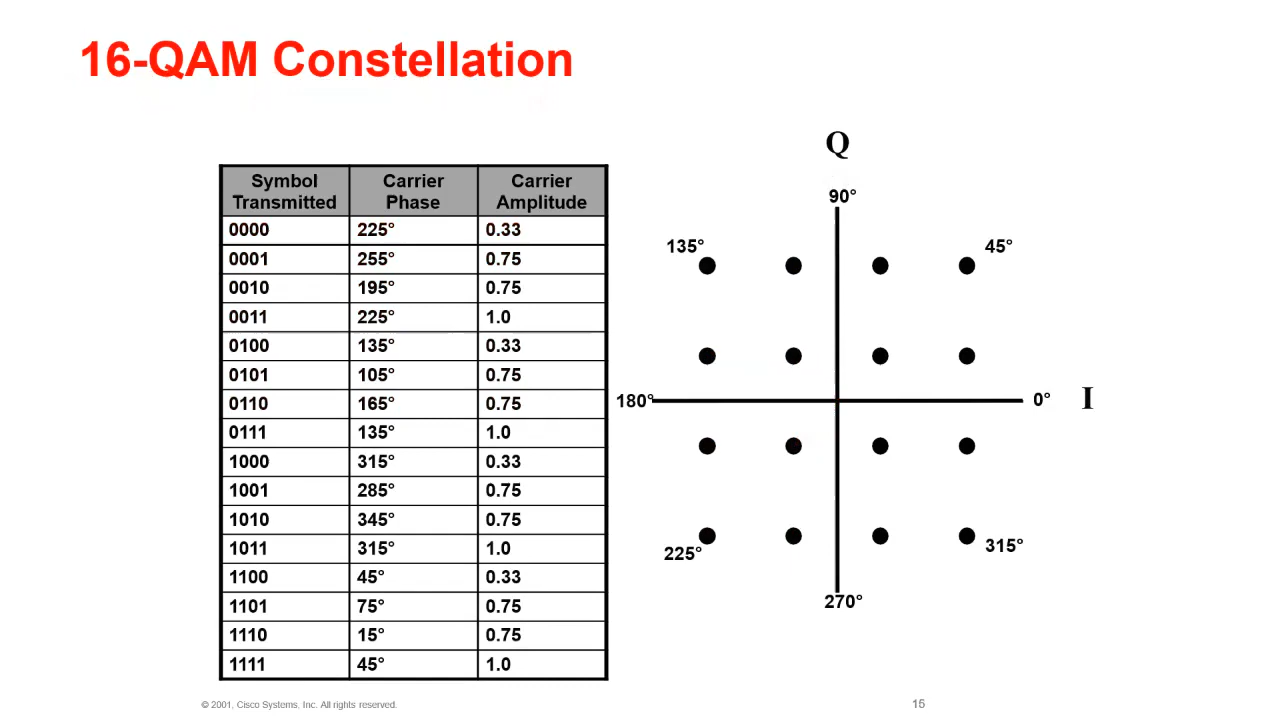 16-QAM Constellation
Symbol Transmitted Carrier Phase Carrier Amplitude
0000 225° 0.33
0001 255° 0.75
0010 195° 0.75
0011 225° 1.0
0100 135° 0.33
0101 105° 0.75
0110 165° 0.75
0111 135° 1.0
1000 315° 0.33
1001 285° 0.75
1010 345° 0.75
1011 315° 1.0
1100 45° 0.33
1101 75° 0.75
1110 15° 0.75
1111 45° 1.0
Q
90°
135° 45°
180° 0° I
225° 315°
270°
© 2001, Cisco Systems, Inc. All rights reserved. 15